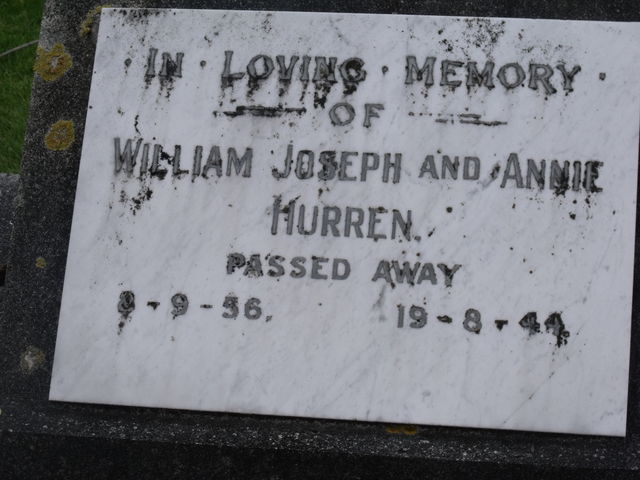 · IN · LOVING · MEMORY ·
OF
WILLIAM JOSEPH AND ANNIE
HURREN.
PASSED AWAY
8-9-56. 19-8-44.